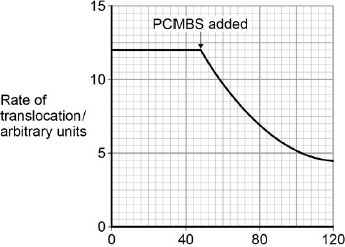 15
PCMBS added
10
Rate of
translocation/
arbitrary units
5
0
0 40 80 120